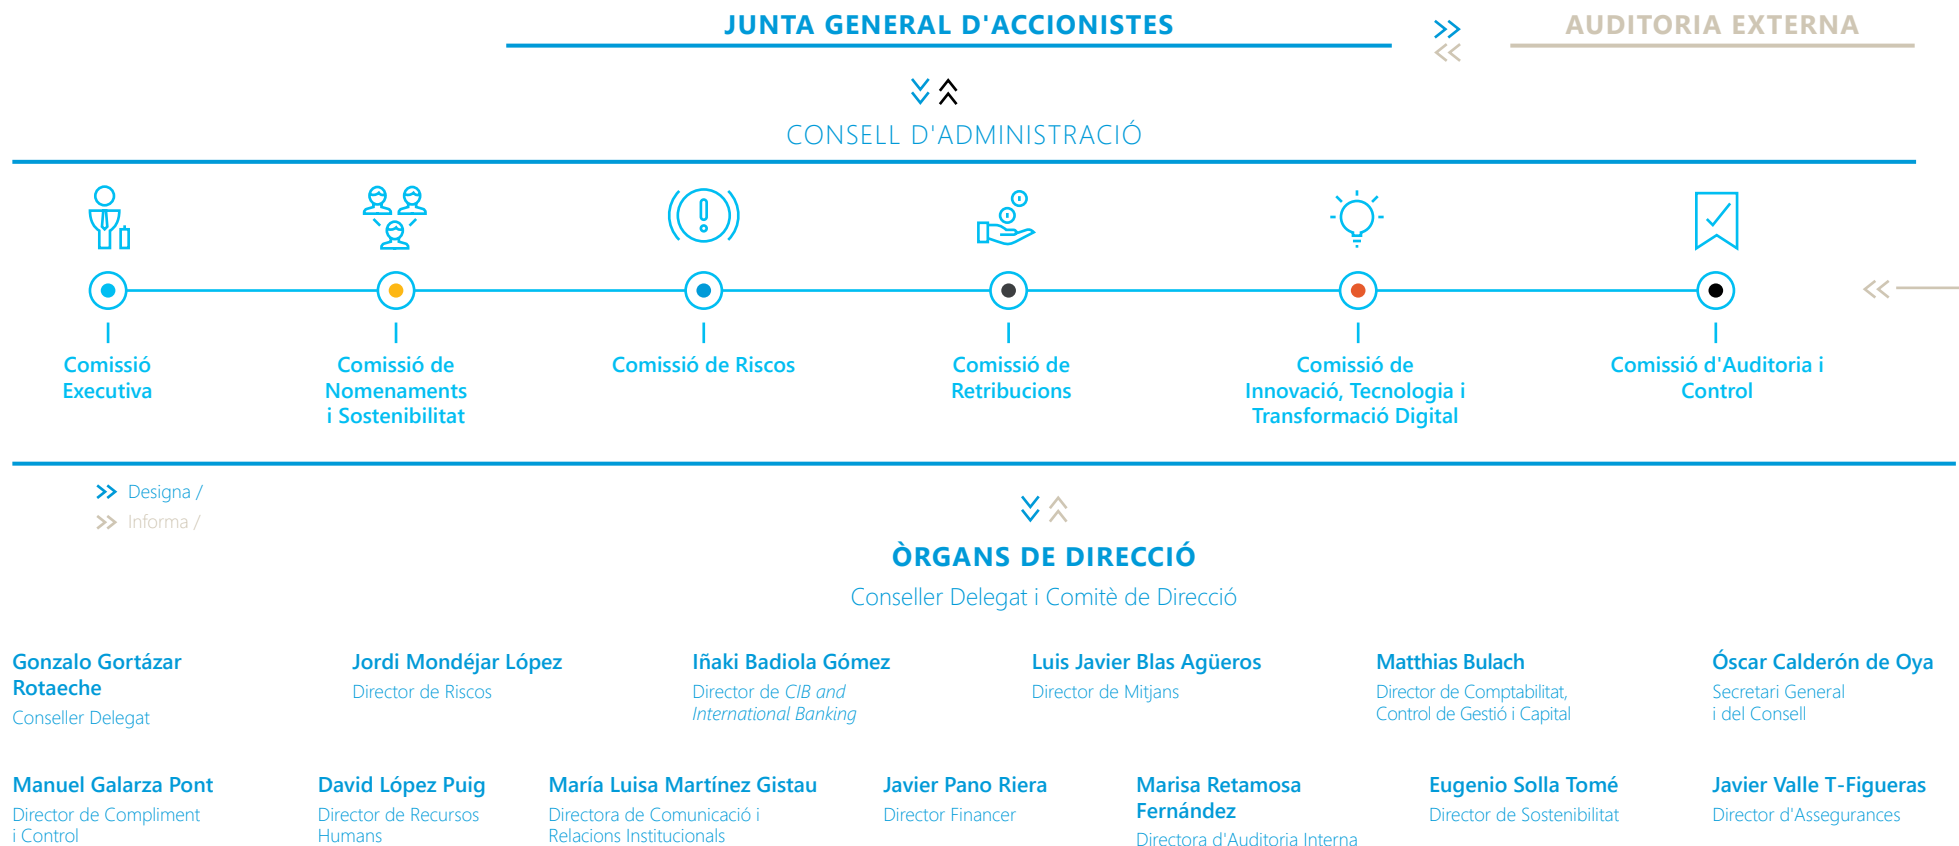 JUNTA GENERAL D'ACCIONISTES
AUDITORIA EXTERNA
CONSELL D'ADMINISTRACIÓ
Comissió
Executiva
Comissió de
Nomenaments
i Sostenibilitat
Comissió de Riscos
Comissió de
Retribucions
Comissió de
Innovació, Tecnologia i
Transformació Digital
Comissió d'Auditoria i
Control
Designa /
Informa /
ÒRGANS DE DIRECCIÓ
Conseller Delegat i Comitè de Direcció
Gonzalo Gortázar
Rotaeche
Conseller Delegat
Jordi Mondéjar López
Director de Riscos
Iñaki Badiola Gómez
Director de CIB and
International Banking
Luis Javier Blas Agüeros
Director de Mitjans
Matthias Bulach
Director de Comptabilitat,
Control de Gestió i Capital
Óscar Calderón de Oya
Secretari General
i del Consell
Manuel Galarza Pont
Director de Compliment
i Control
David López Puig
Director de Recursos
Humans
María Luisa Martínez Gistau
Directora de Comunicació i
Relacions Institucionals
Javier Pano Riera
Director Financer
Marisa Retamosa
Fernández
Directora d'Auditoria Interna
Eugenio Solla Tomé
Director de Sostenibilitat
Javier Valle T-Figueras
Director d'Assegurances